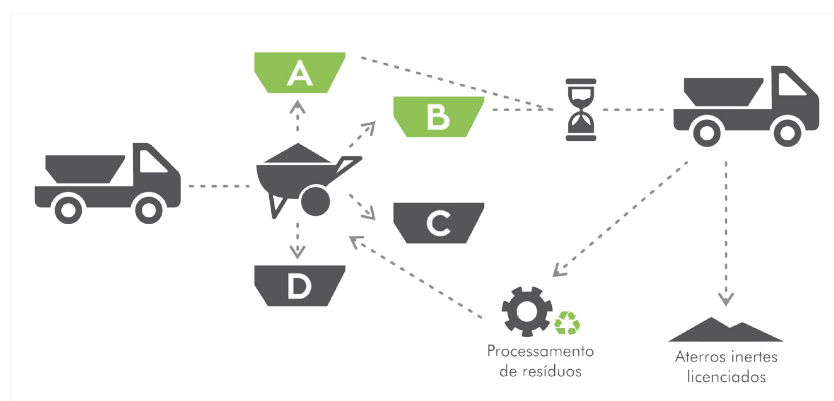 A
B
C
D
Processamento
de resíduos
Aterros inertes
licenciados